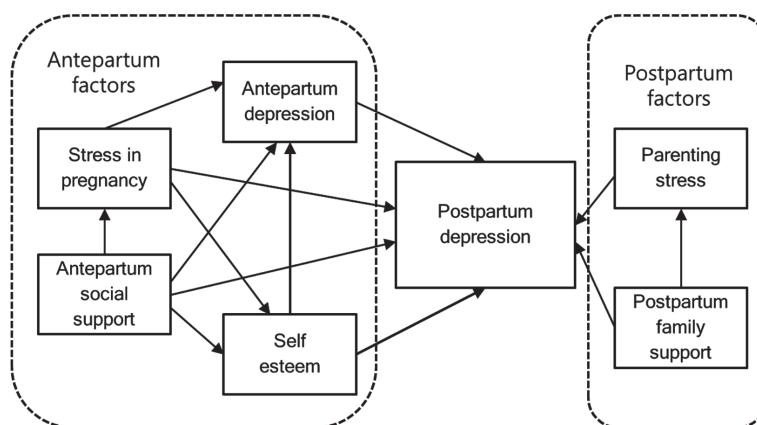 Antepartum
factors
Antepartum
depression
Stress in
pregnancy
Antepartum
social
support
Self
esteem
Postpartum
depression
Postpartum
factors
Parenting
stress
Postpartum
family
support